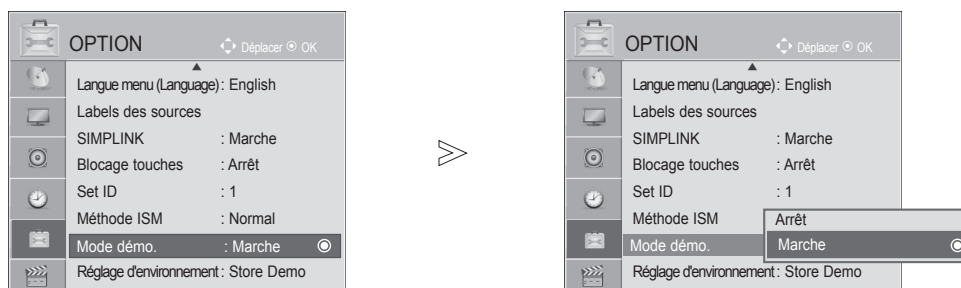 OPTION
Déplacer OK
Langue menu (Language) : English
Labels des sources
SIMPLINK : Marche
Blocage touches : Arrêt
Set ID : 1
Méthode ISM : Normal
Mode démo. : Marche
Réglage d'environnement : Store Demo
OPTION
Déplacer OK
Langue menu (Language) : English
Labels des sources
SIMPLINK : Marche
Blocage touches : Arrêt
Set ID : 1
Méthode ISM
Arrêt
Mode démo.
Marche
Réglage d'environnement : Store Demo